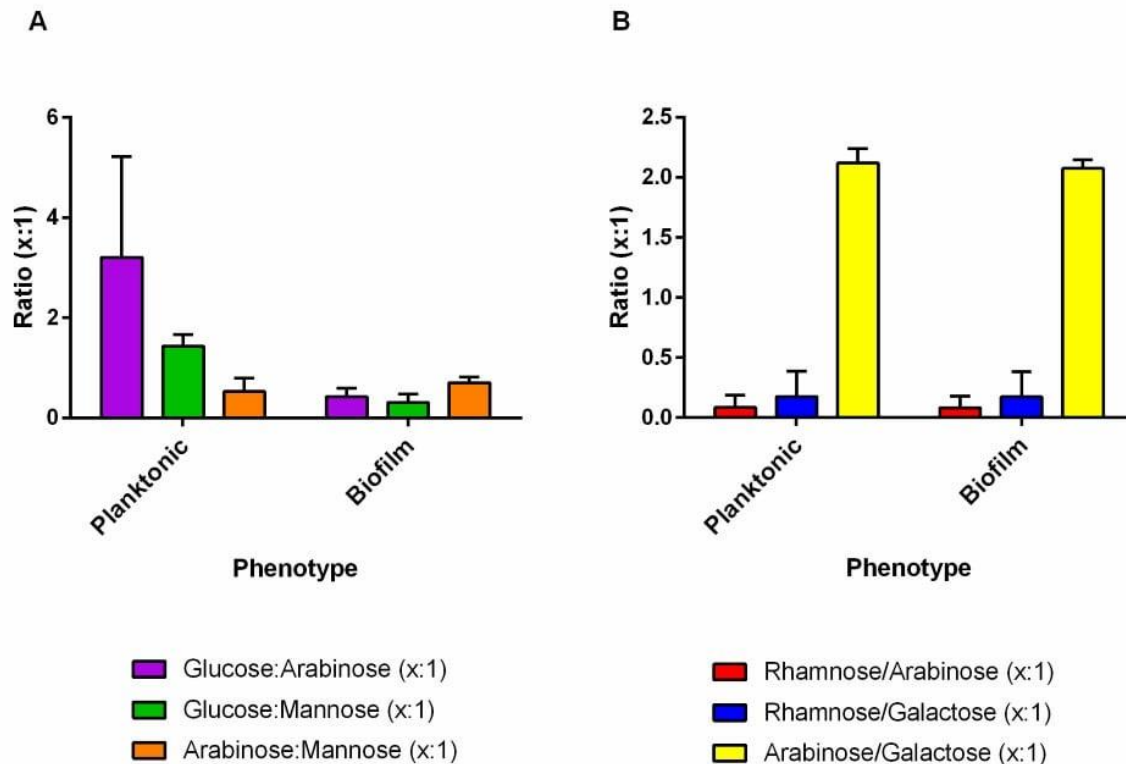 A
6
4
2
0
Ratio (x:1)
Planktonic
Biofilm
Phenotype
Glucose:Arabinose (x:1)
Glucose:Mannose (x:1)
Arabinose:Mannose (x:1)
B
2.5
2.0
1.5
1.0
0.5
0.0
Ratio (x:1)
Planktonic
Biofilm
Phenotype
Rhamnose/Arabinose (x:1)
Rhamnose/Galactose (x:1)
Arabinose/Galactose (x:1)